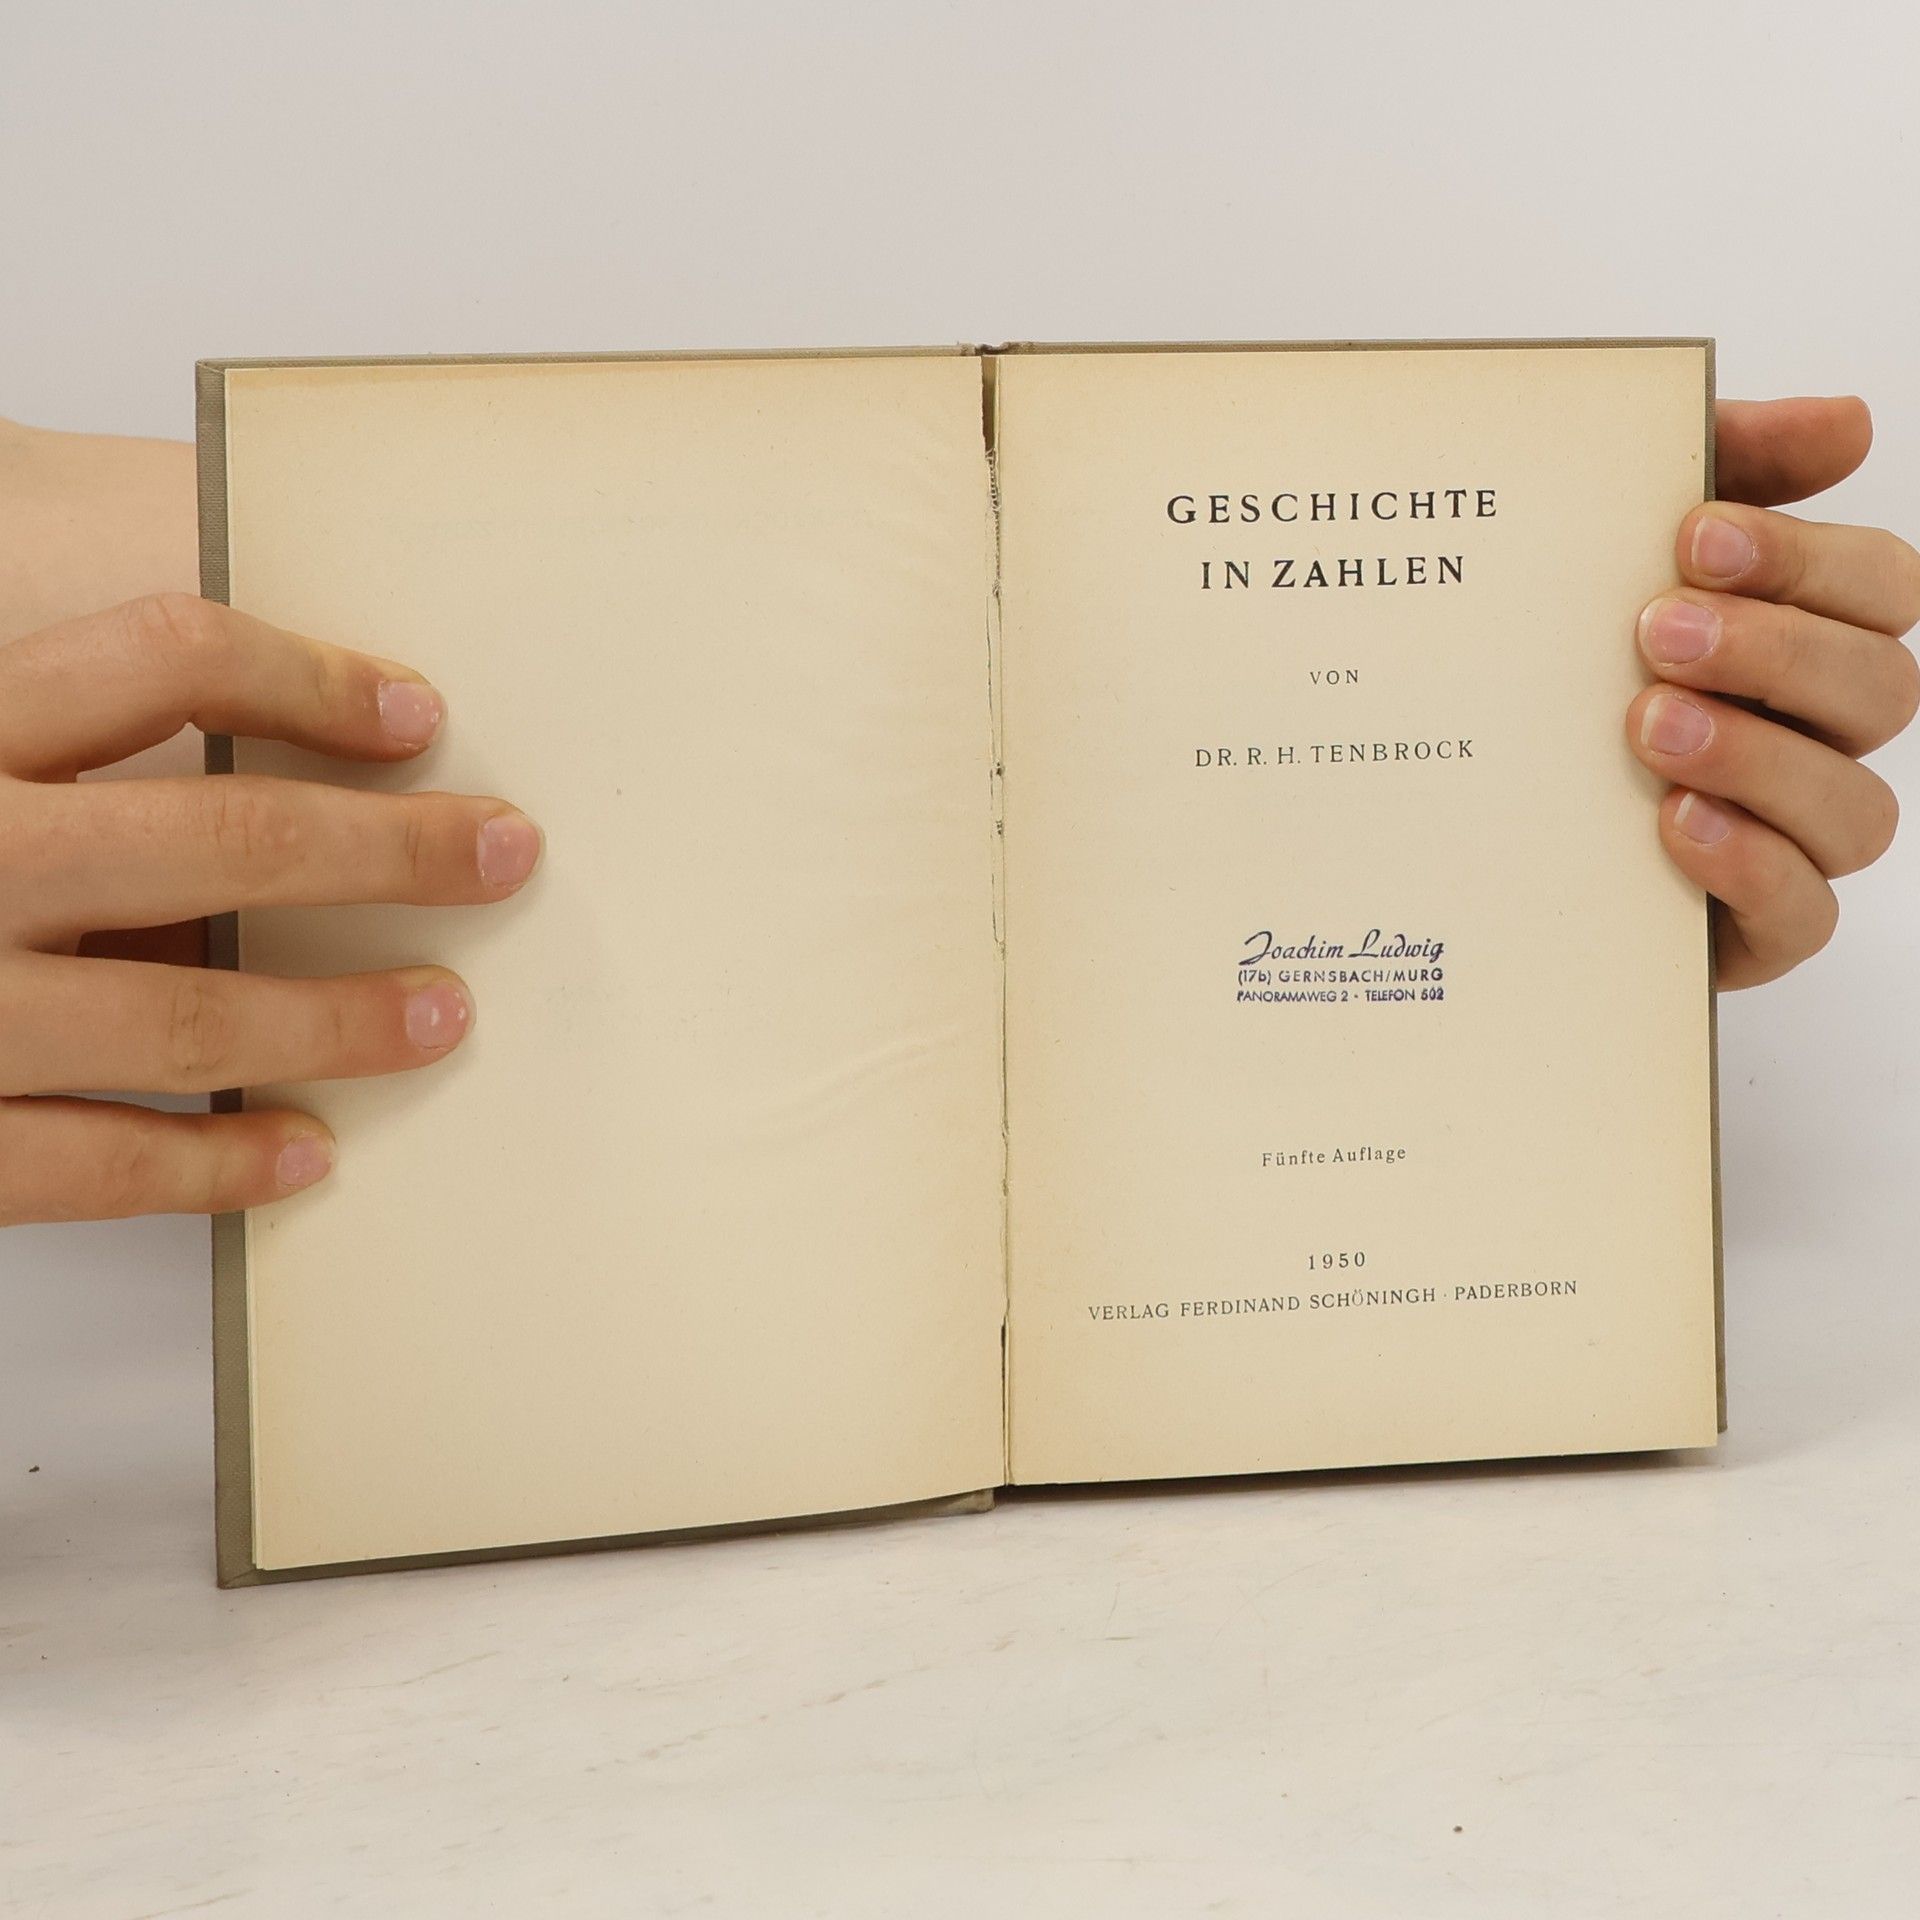 GESCHICHTE
IN ZAHLEN
VON
DR. R. H. TENBROCK
Joachim Ludwig
(17b) GERNSBACH/MURG
PANORAMAWEG 2 - TELEFON 502
Fünfte Auflage
1950
VERLAG FERDINAND SCHÖNINGH · PADERBORN